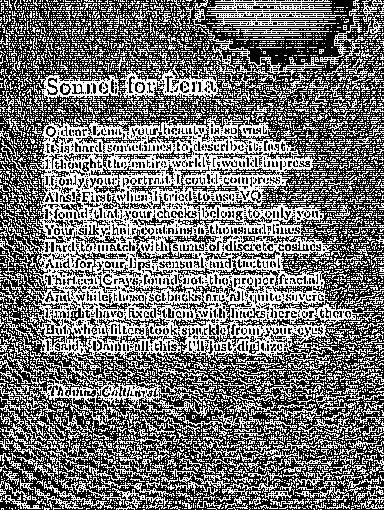 Sonnet for Lena
O dear Lena, your beauty is so vast
It is hard sometimes to describe it fast.
I thought the entire world I would impress
If only your portrait I could compress.
Alas! First when I tried to use VQ
I found that your cheeks belong to only you.
Your silky hair contains a thousand lines
Hard to match with sums of discrete cosines.
And for your lips, sensual and tactual
Thirteen Crays found not the proper fractal.
And while these setbacks are all quite severe
I might have fixed them with hacks here or there
But when filters took sparkle from your eyes
I said, 'Damn all this. I'll just digitize.'
Thomas Colthurst